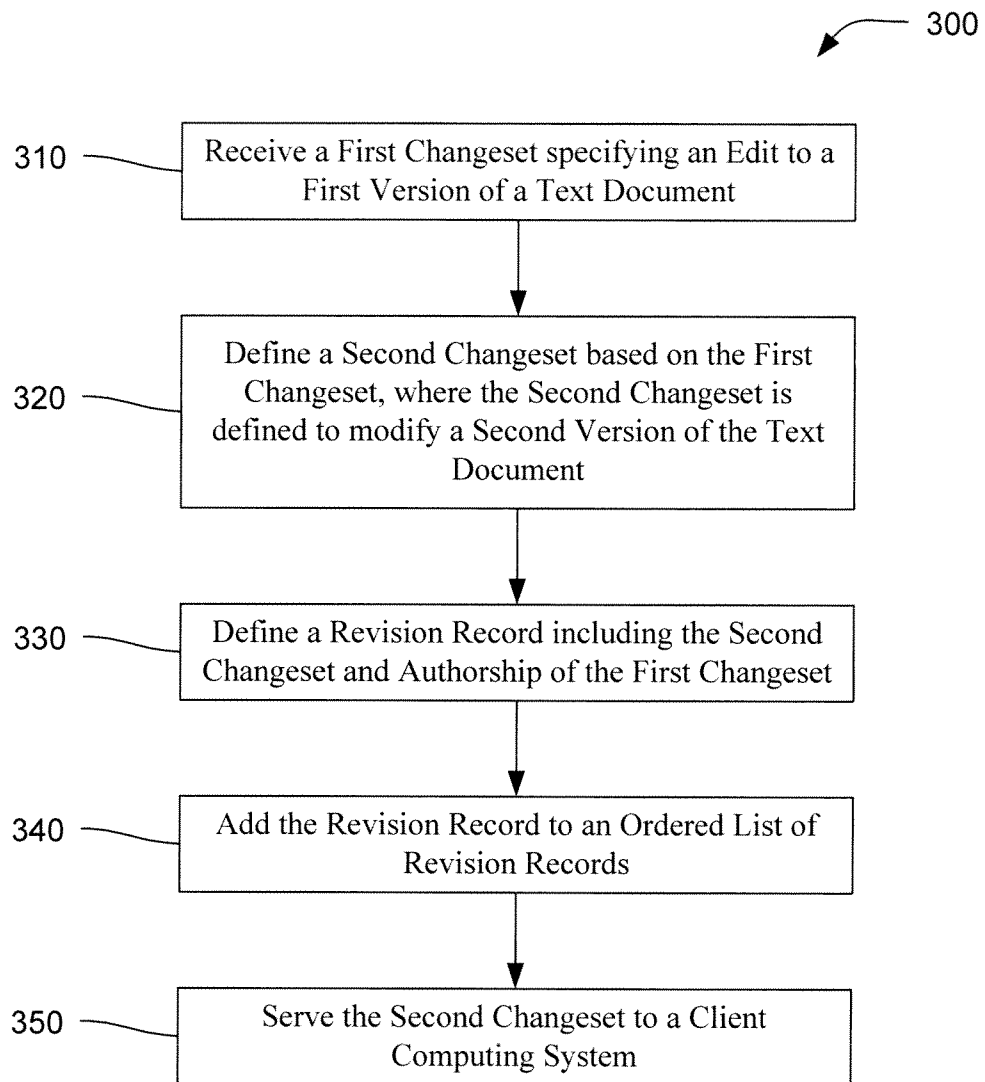 300
310
Receive a First Changeset specifying an Edit to a
First Version of a Text Document
320
Define a Second Changeset based on the First
Changeset, where the Second Changeset is
defined to modify a Second Version of the Text
Document
330
Define a Revision Record including the Second
Changeset and Authorship of the First Changeset
340
Add the Revision Record to an Ordered List of
Revision Records
350
Serve the Second Changeset to a Client
Computing System